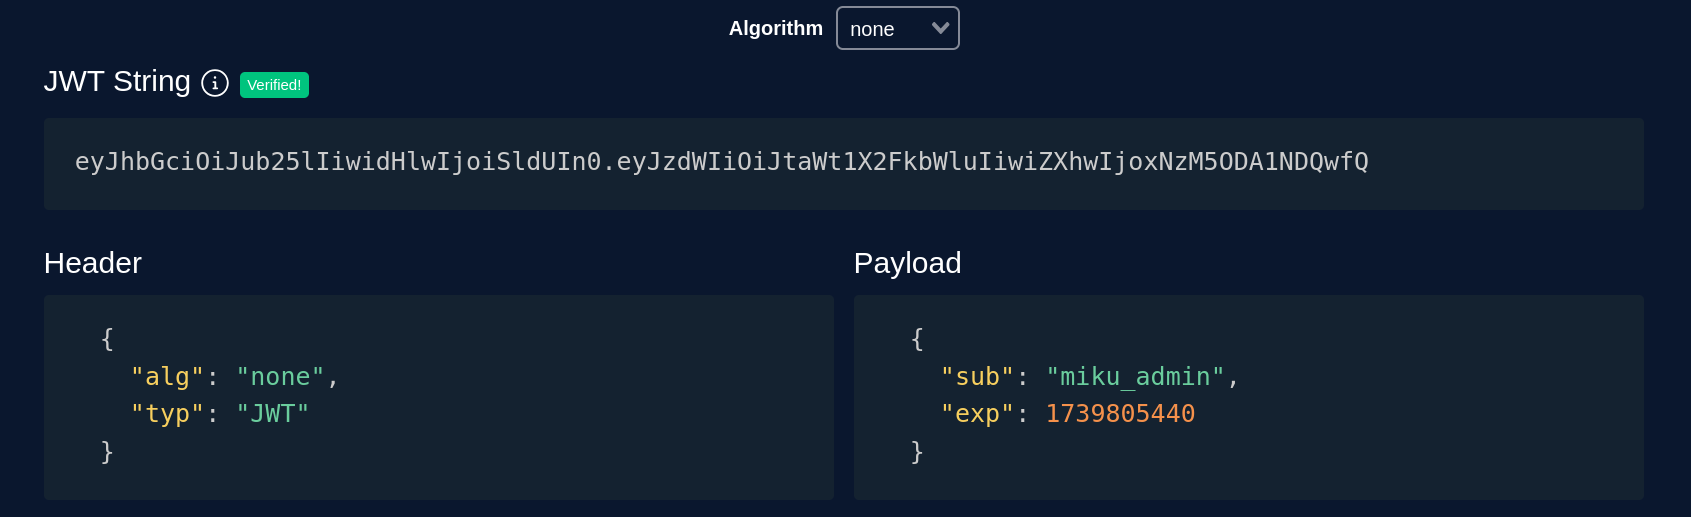 Algorithm none
JWT String Verified!
eyJhbGciOiJub25lIiwidHlwIjoiSldUIn0.eyJzdWIiOiJtaWt1X2FkbWluIiwiZXhwIjoxNzM5ODA1NDQwfQ
Header
{
"alg": "none",
"typ": "JWT"
}
Payload
{
"sub": "miku_admin",
"exp": 1739805440
}